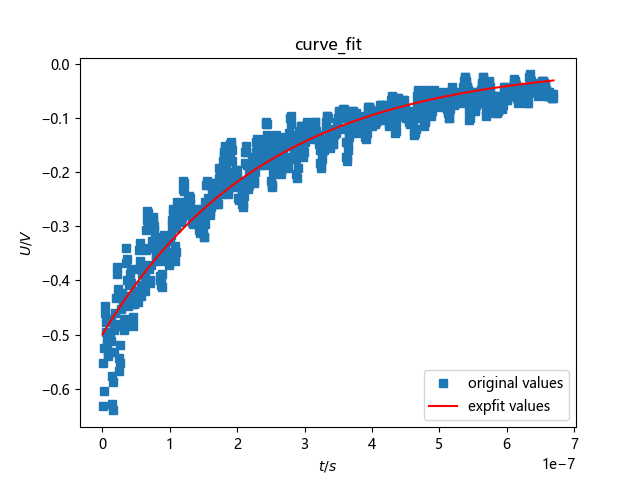 curve_fit
0.0
−0.1
−0.2
−0.3
−0.4
−0.5
−0.6
U/V
original values
expfit values
0 1 2 3 4 5 6 7
1e−7
t/s